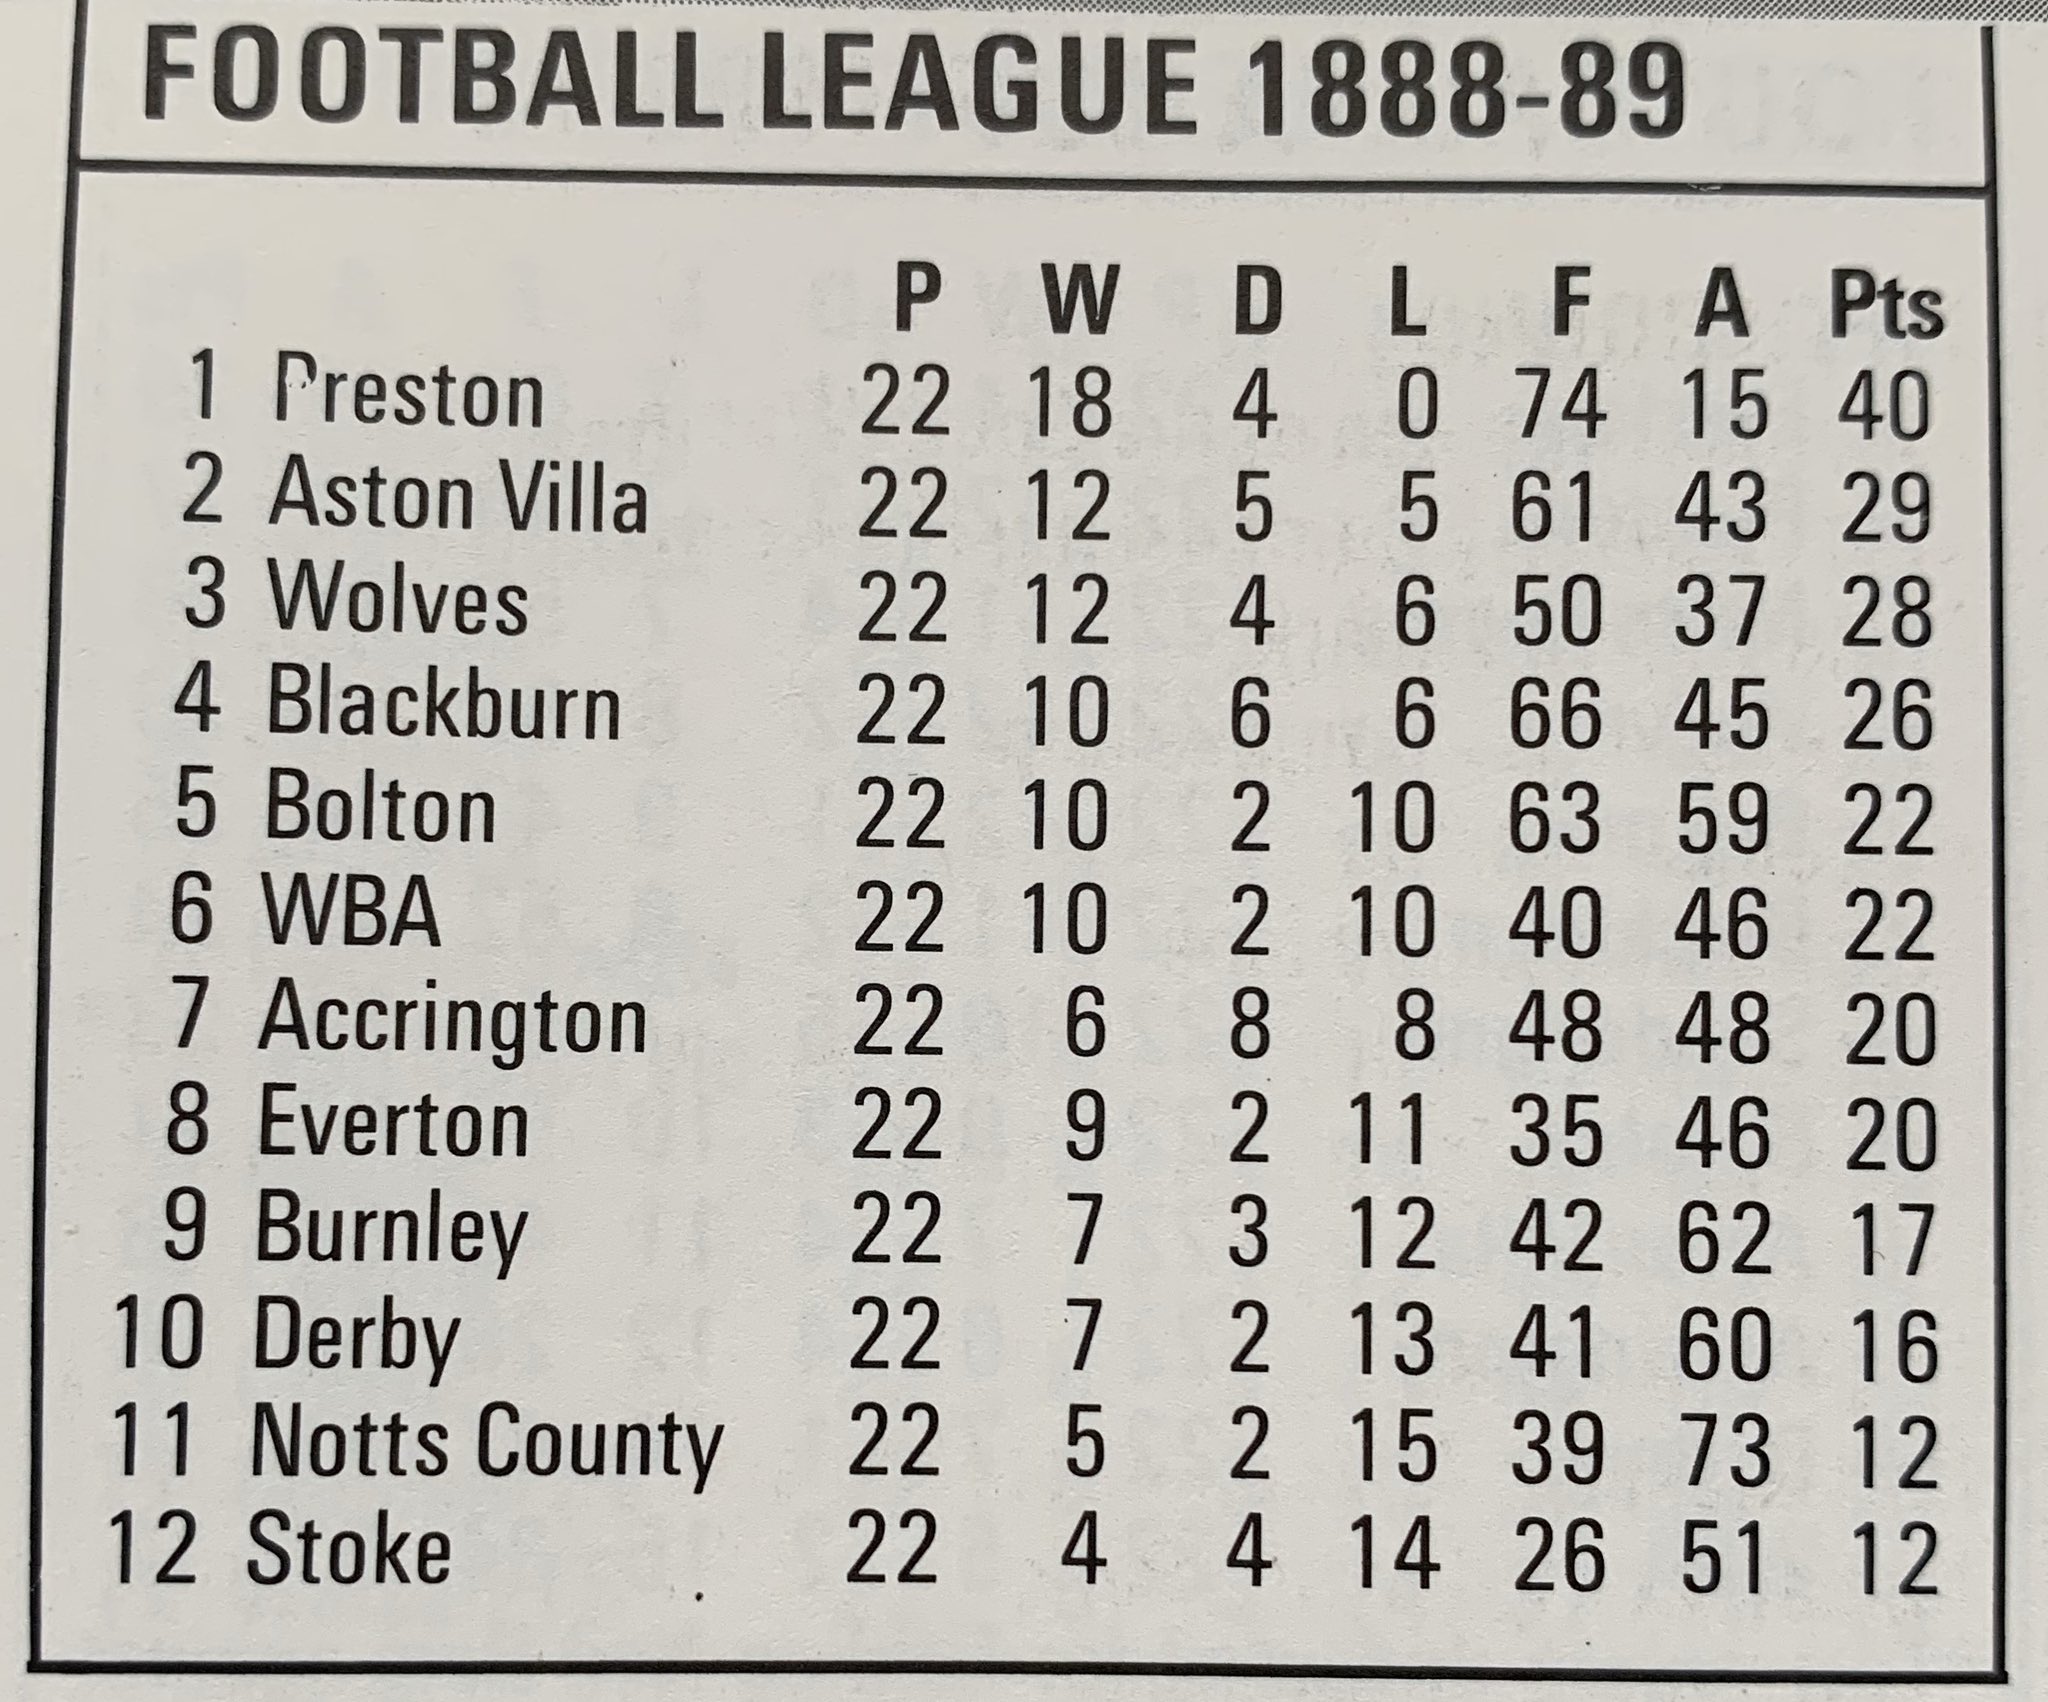 FOOTBALL LEAGUE 1888-89
P W D L F A Pts
1 Preston 22 18 4 0 74 15 40
2 Aston Villa 22 12 5 5 61 43 29
3 Wolves 22 12 4 6 50 37 28
4 Blackburn 22 10 6 6 66 45 26
5 Bolton 22 10 2 10 63 59 22
6 WBA 22 10 2 10 40 46 22
7 Accrington 22 6 8 8 48 48 20
8 Everton 22 9 2 11 35 46 20
9 Burnley 22 7 3 12 42 62 17
10 Derby 22 7 2 13 41 60 16
11 Notts County 22 5 2 15 39 73 12
12 Stoke 22 4 4 14 26 51 12